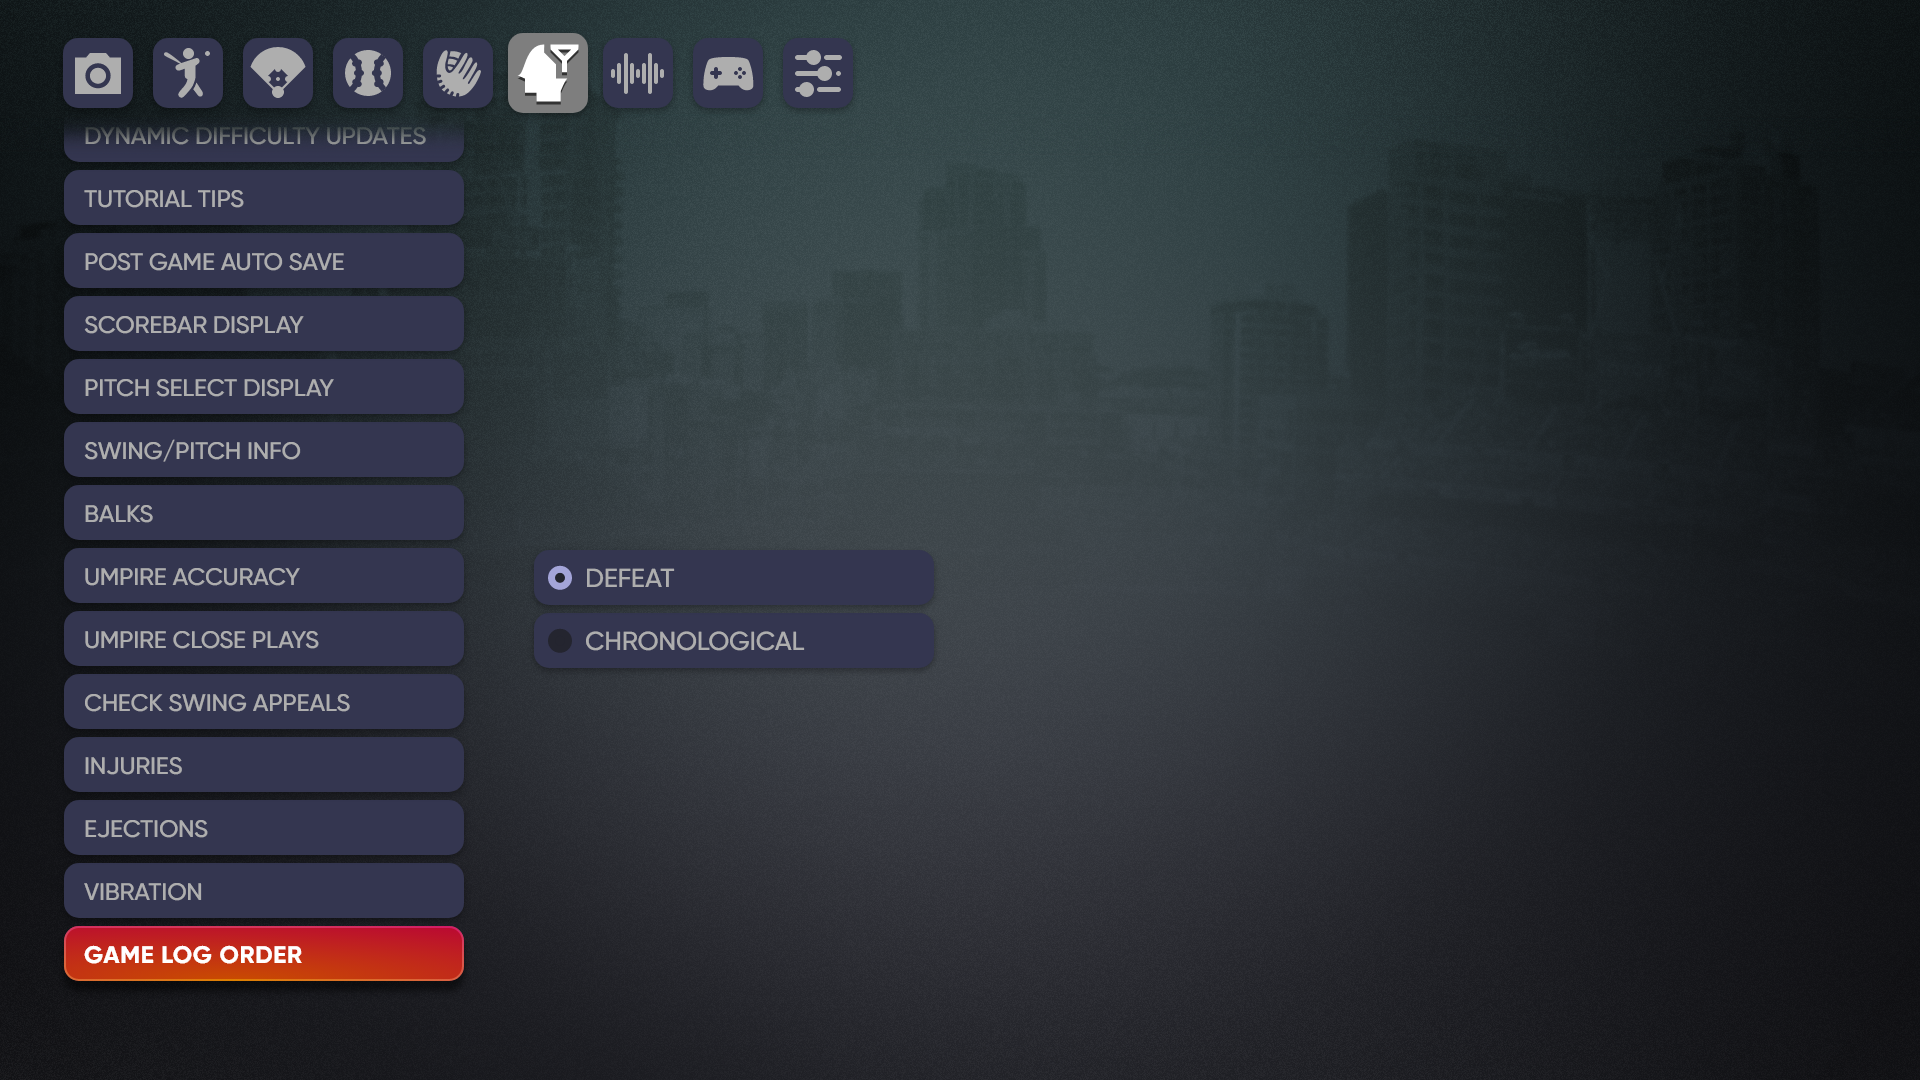 DYNAMIC DIFFICULTY UPDATES
TUTORIAL TIPS
POST GAME AUTO SAVE
SCOREBAR DISPLAY
PITCH SELECT DISPLAY
SWING/PITCH INFO
BALKS
UMPIRE ACCURACY
UMPIRE CLOSE PLAYS
CHECK SWING APPEALS
INJURIES
EJECTIONS
VIBRATION
GAME LOG ORDER
DEFEAT
CHRONOLOGICAL